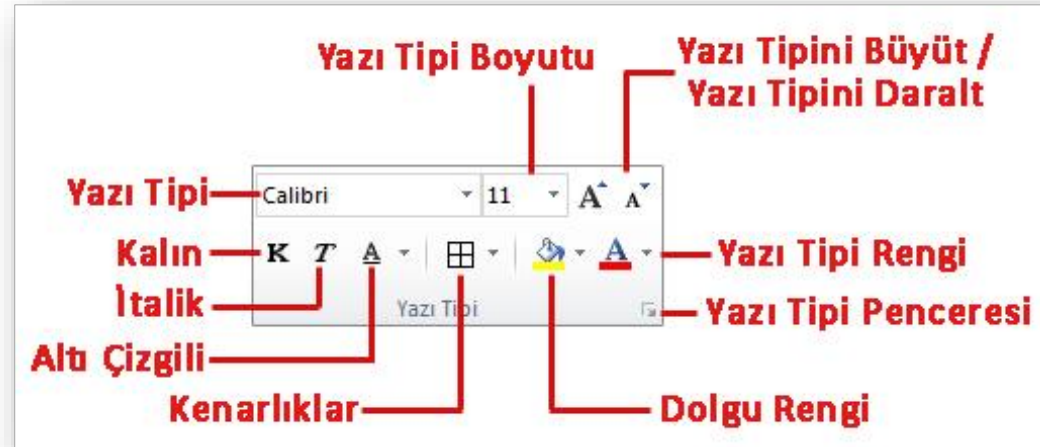 Yazı Tipi Boyutu
Yazı Tipini Büyüt /
Yazı Tipini Daralt
Yazı Tipi
Calibri
11
A A
Kalın
K T A
A
Yazı Tipi Rengi
İtalik
Yazı Tipi
Yazı Tipi Penceresi
Altı Çizgili
Kenarlıklar
Dolgu Rengi